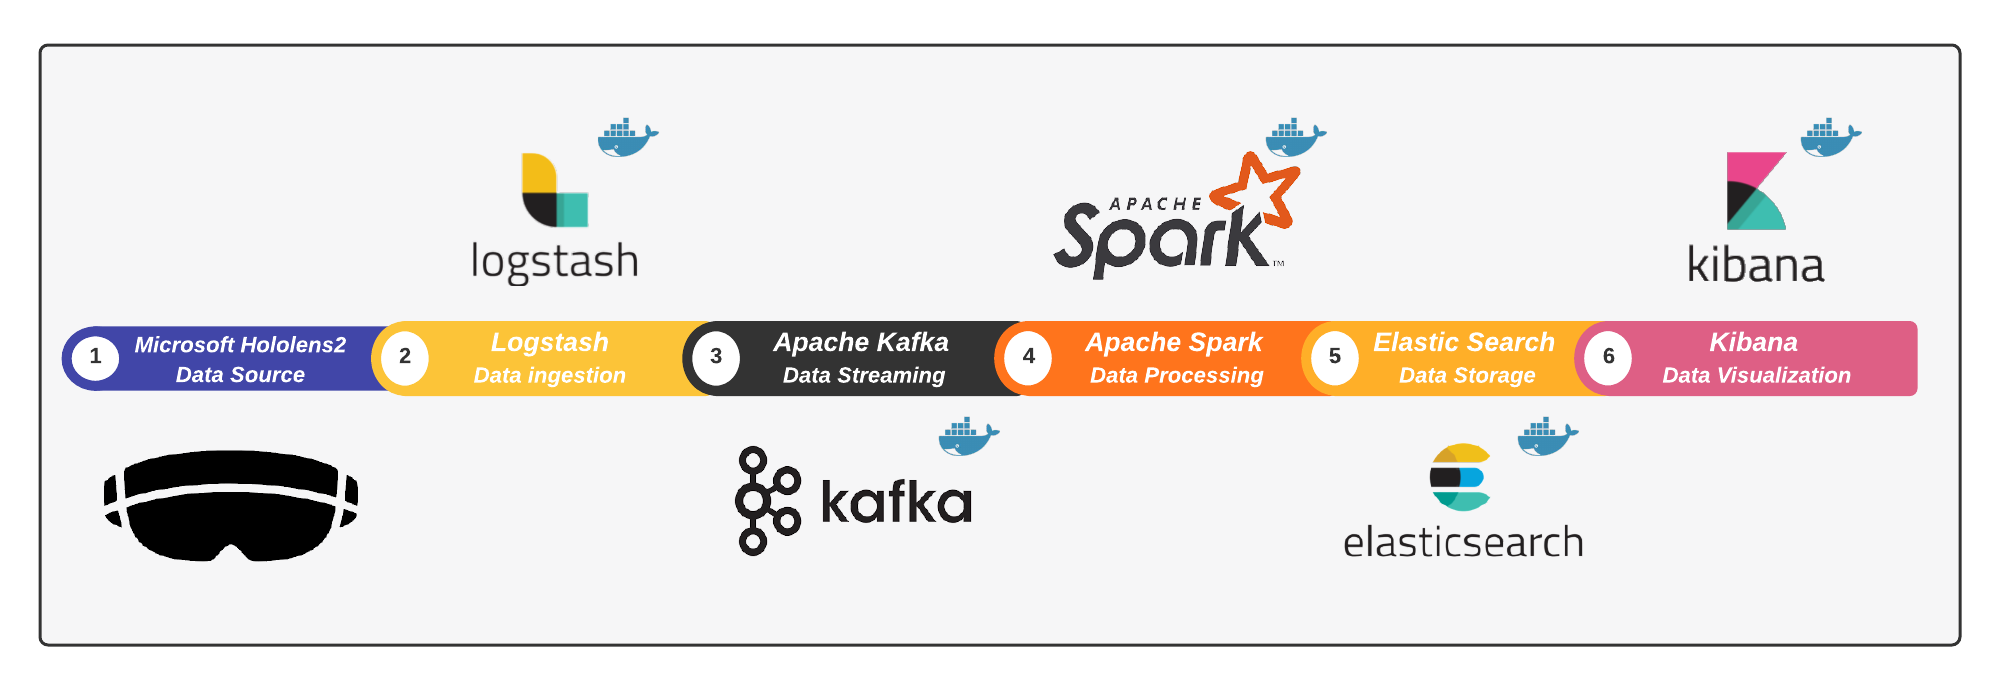 logstash
APACHE
Spark™
kibana
1
Microsoft Hololens2
Data Source
2
Logstash
Data ingestion
3
Apache Kafka
Data Streaming
4
Apache Spark
Data Processing
5
Elastic Search
Data Storage
6
Kibana
Data Visualization
kafka
elasticsearch